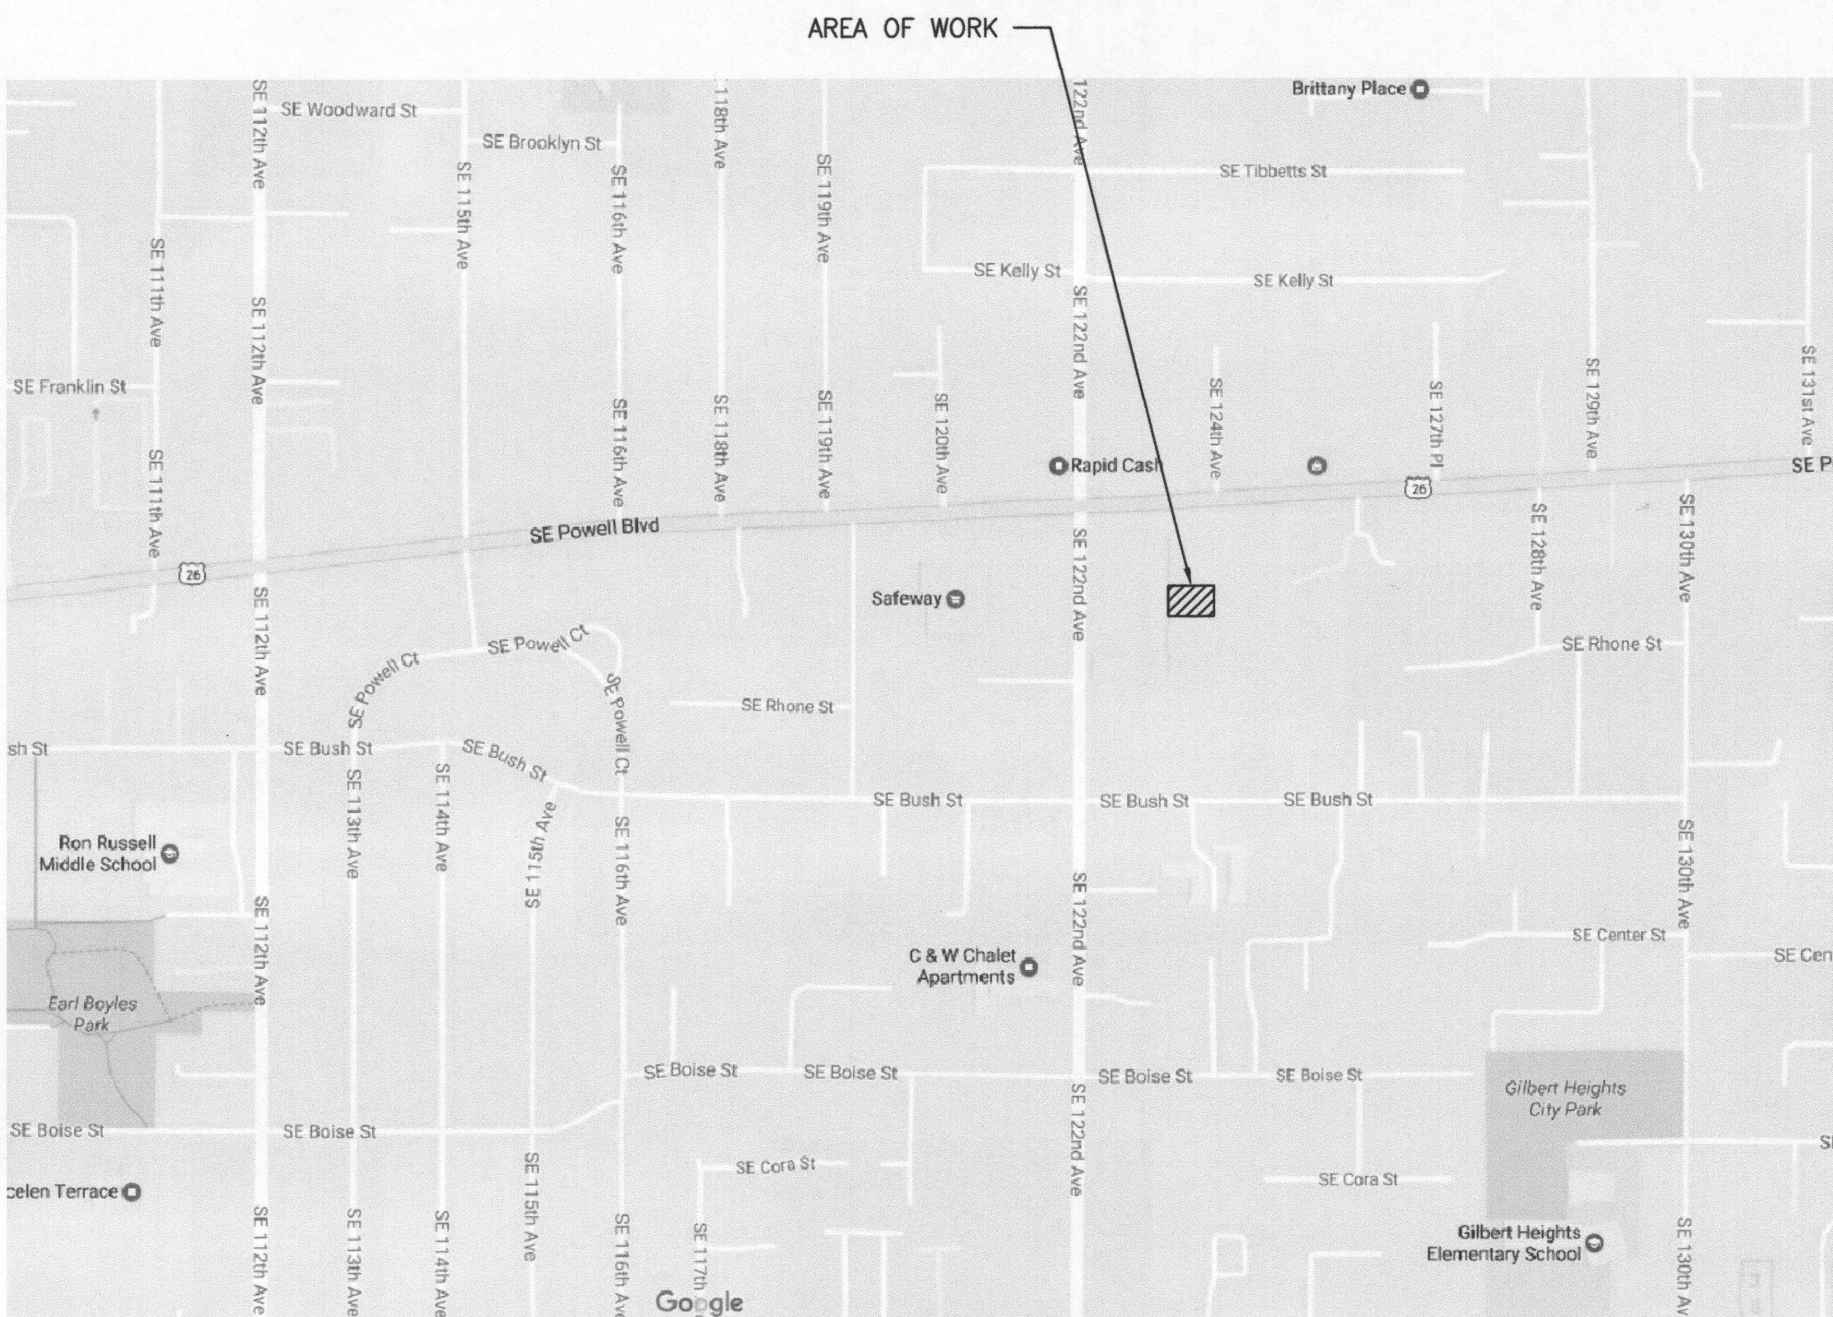 AREA OF WORK
Brittany Place
SE Woodward St
SE Brooklyn St
SE 112th Ave
118th Ave
122nd Ave
SE Tibbetts St
SE 115th Ave
SE 116th Ave
SE 119th Ave
SE 111th Ave
SE Kelly St
SE Kelly St
SE 112th Ave
SE 122nd Ave
SE Franklin St
SE 116th Ave
SE 118th Ave
SE 119th Ave
SE 120th Ave
SE 124th Ave
SE 127th Pl
SE 129th Ave
SE 131st Ave
SE 111th Ave
Rapid Cash
SE P
26
SE Powell Blvd
26
SE 128th Ave
SE 130th Ave
SE 122nd Ave
SE 112th Ave
Safeway
SE Powell Ct
SE Powell Ct
SE Powell Ct
SE Rhone St
SE Rhone St
sh St
SE Bush St
SE Bush St
SE Bush St
SE Bush St
SE Bush St
SE 113th Ave
SE 114th Ave
SE 115th Ave
SE 116th Ave
SE 130th Ave
Ron Russell
Middle School
SE 112th Ave
SE 122nd Ave
SE Center St
SE Cen
C & W Chalet
Apartments
Earl Boyles
Park
SE Boise St
SE Boise St
SE Boise St
SE Boise St
Gilbert Heights
City Park
SE 122nd Ave
SE Boise St
SE Boise St
SE Cora St
SE Cora St
celen Terrace
SE 112th Ave
SE 113th Ave
SE 114th Ave
SE 115th Ave
SE 116th Ave
SE 117th
Gilbert Heights
Elementary School
SE 130th Av
Google